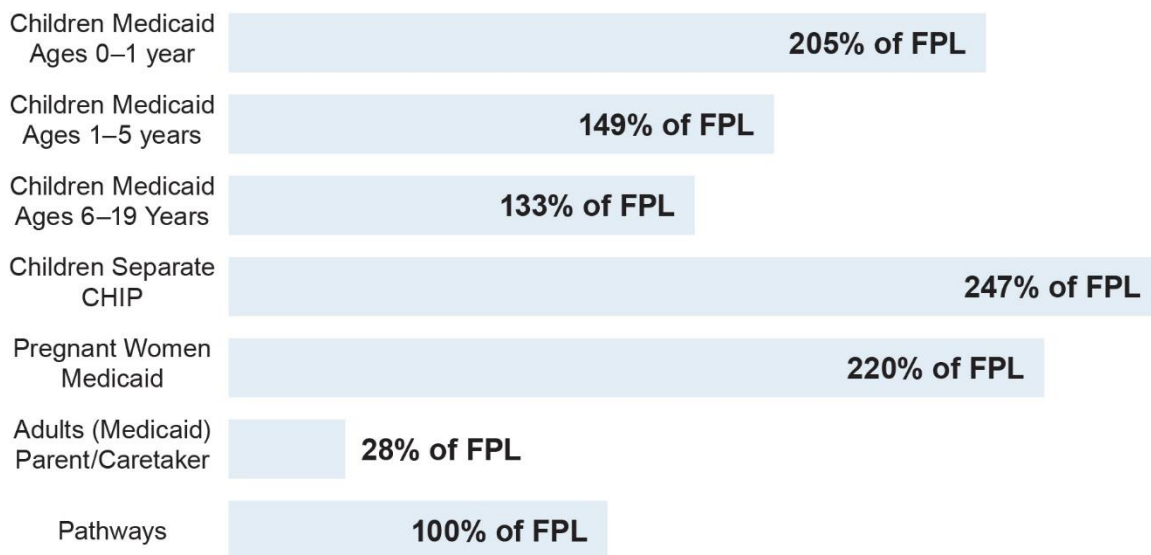 Children Medicaid
Ages 0–1 year
205% of FPL
Children Medicaid
Ages 1–5 years
149% of FPL
Children Medicaid
Ages 6–19 Years
133% of FPL
Children Separate
CHIP
247% of FPL
Pregnant Women
Medicaid
220% of FPL
Adults (Medicaid)
Parent/Caretaker
28% of FPL
Pathways
100% of FPL